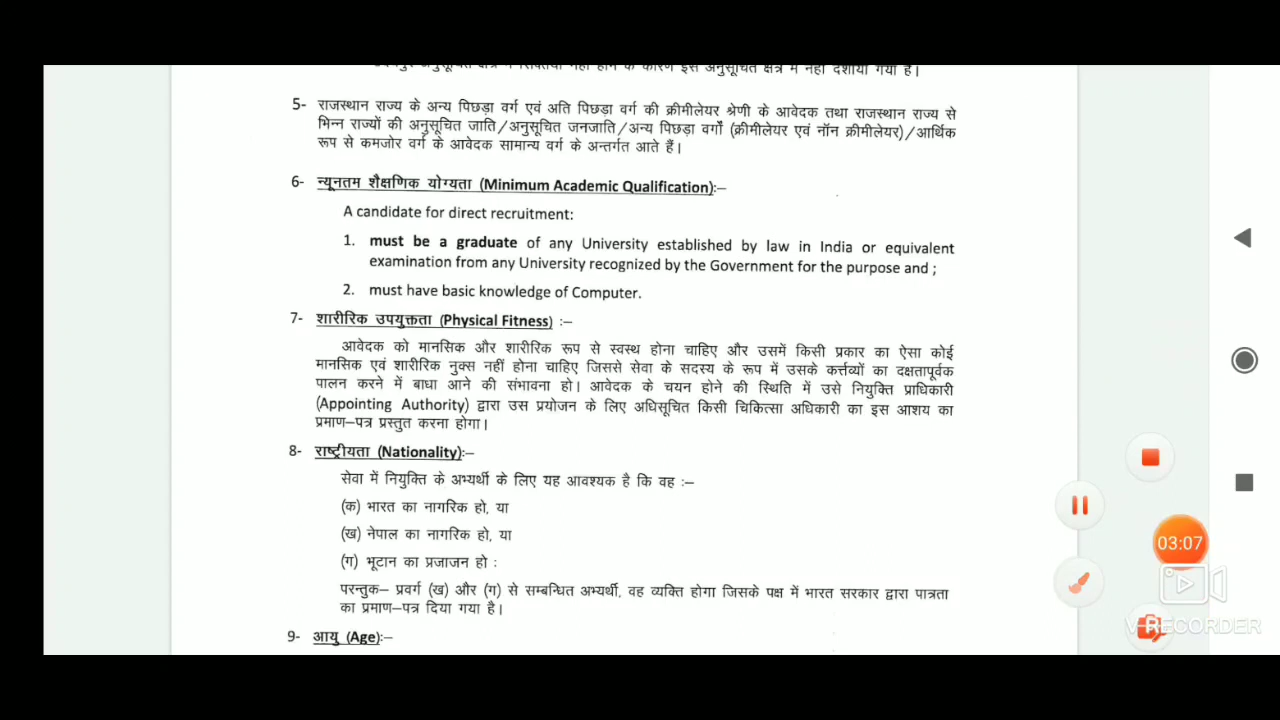 कारण इस अनुसूचित क्षेत्र में नहीं दर्शाया गया है।
5- राजस्थान राज्य के अन्य पिछड़ा वर्ग एवं अति पिछड़ा वर्ग की क्रीमीलेयर श्रेणी के आवेदक तथा राजस्थान राज्य से
भिन्न राज्यों की अनुसूचित जाति/अनुसूचित जनजाति/अन्य पिछड़ा वर्गों (क्रीमीलेयर एवं नॉन क्रीमीलेयर)/आर्थिक
रूप से कमजोर वर्ग के आवेदक सामान्य वर्ग के अन्तर्गत आते हैं।
6- न्यूनतम शैक्षणिक योग्यता (Minimum Academic Qualification):–
A candidate for direct recruitment:
1. must be a graduate of any University established by law in India or equivalent
examination from any University recognized by the Government for the purpose and ;
2. must have basic knowledge of Computer.
7- शारीरिक उपयुक्तता (Physical Fitness) :–
आवेदक को मानसिक और शारीरिक रूप से स्वस्थ होना चाहिए और उसमें किसी प्रकार का ऐसा कोई
मानसिक एवं शारीरिक नुक्स नहीं होना चाहिए जिससे सेवा के सदस्य के रूप में उसके कर्त्तव्यों का दक्षतापूर्वक
पालन करने में बाधा आने की संभावना हो। आवेदक के चयन होने की स्थिति में उसे नियुक्ति प्राधिकारी
(Appointing Authority) द्वारा उस प्रयोजन के लिए अधिसूचित किसी चिकित्सा अधिकारी का इस आशय का
प्रमाण–पत्र प्रस्तुत करना होगा।
8- राष्ट्रीयता (Nationality):–
सेवा में नियुक्ति के अभ्यर्थी के लिए यह आवश्यक है कि वह :–
(क) भारत का नागरिक हो, या
(ख) नेपाल का नागरिक हो, या
(ग) भूटान का प्रजाजन हो :
परन्तुक– प्रवर्ग (ख) और (ग) से सम्बन्धित अभ्यर्थी, वह व्यक्ति होगा जिसके पक्ष में भारत सरकार द्वारा पात्रता
का प्रमाण–पत्र दिया गया है।
9- आयु (Age):–
03:07
V-RECORDER